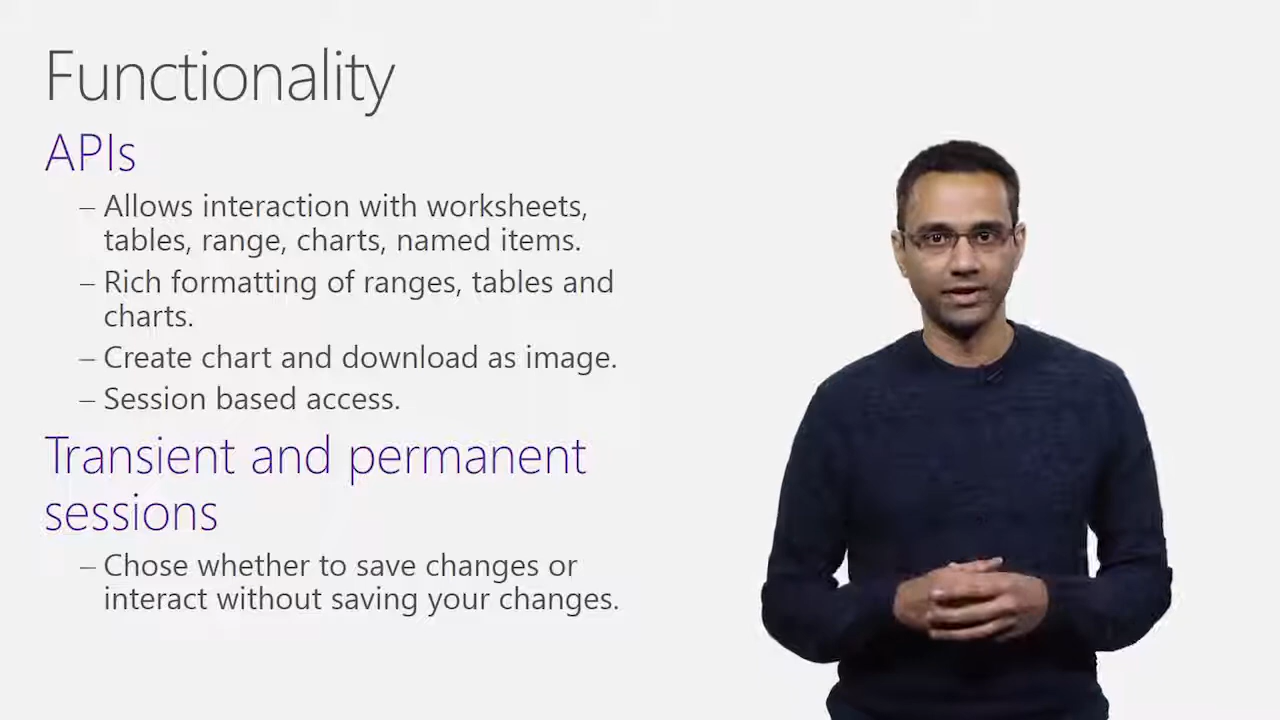 Functionality
APIs
– Allows interaction with worksheets,
tables, range, charts, named items.
– Rich formatting of ranges, tables and
charts.
– Create chart and download as image.
– Session based access.
Transient and permanent
sessions
– Chose whether to save changes or
interact without saving your changes.